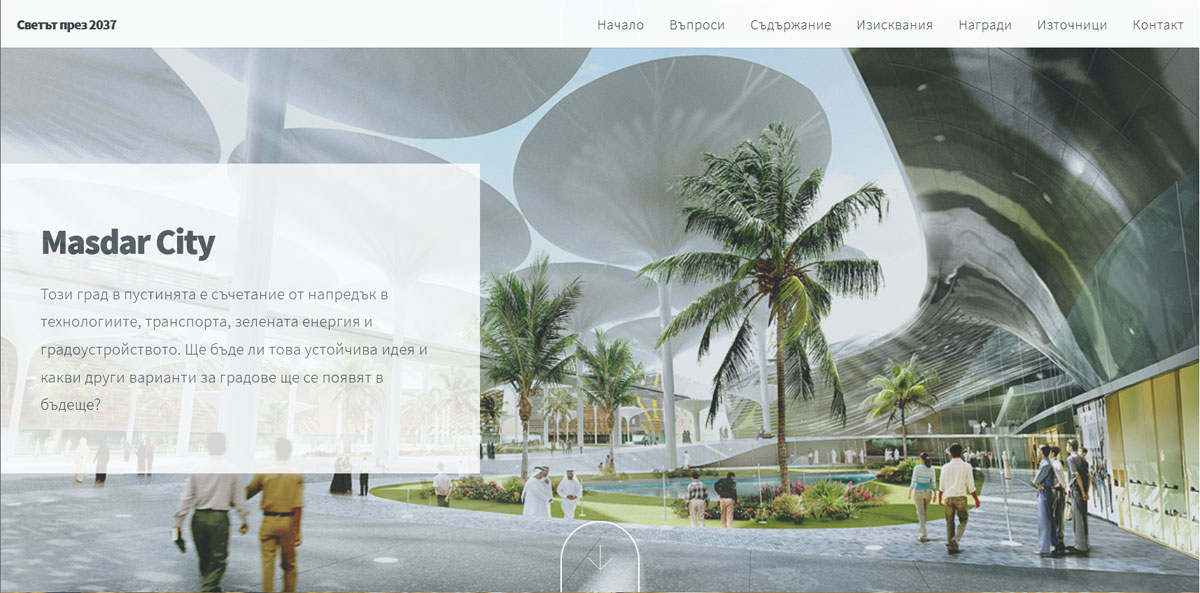 Светът през 2037
Начало Въпроси Съдържание Изисквания Награди Източници Контакт
Masdar City
Този град в пустинята е съчетание от напредък в
технологиите, транспорта, зелената енергия и
градоустройството. Ще бъде ли това устойчива идея и
какви други варианти за градове ще се появят в
бъдеще?